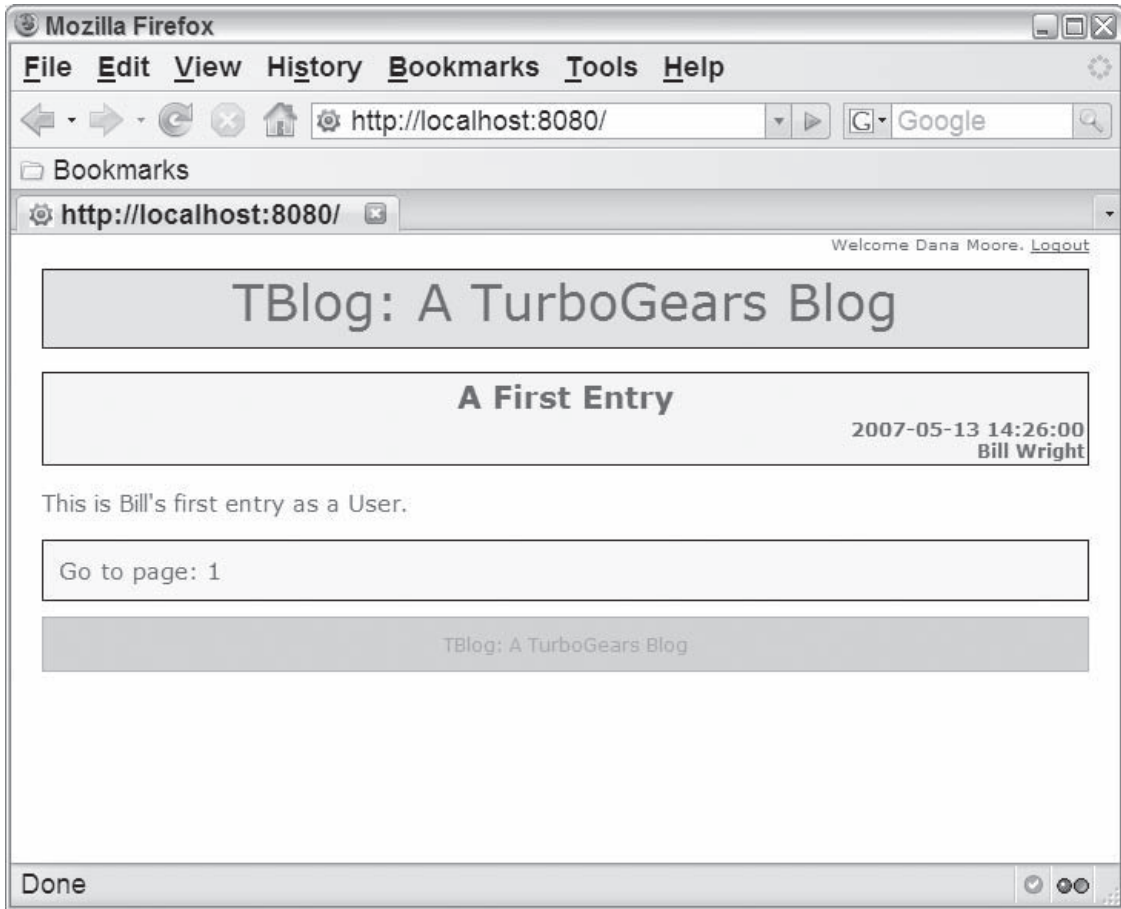 Mozilla Firefox
File Edit View History Bookmarks Tools Help
http://localhost:8080/ G Google
Bookmarks
http://localhost:8080/
Welcome Dana Moore. Logout
TBlog: A TurboGears Blog
A First Entry
2007-05-13 14:26:00
Bill Wright
This is Bill's first entry as a User.
Go to page: 1
TBlog: A TurboGears Blog
Done